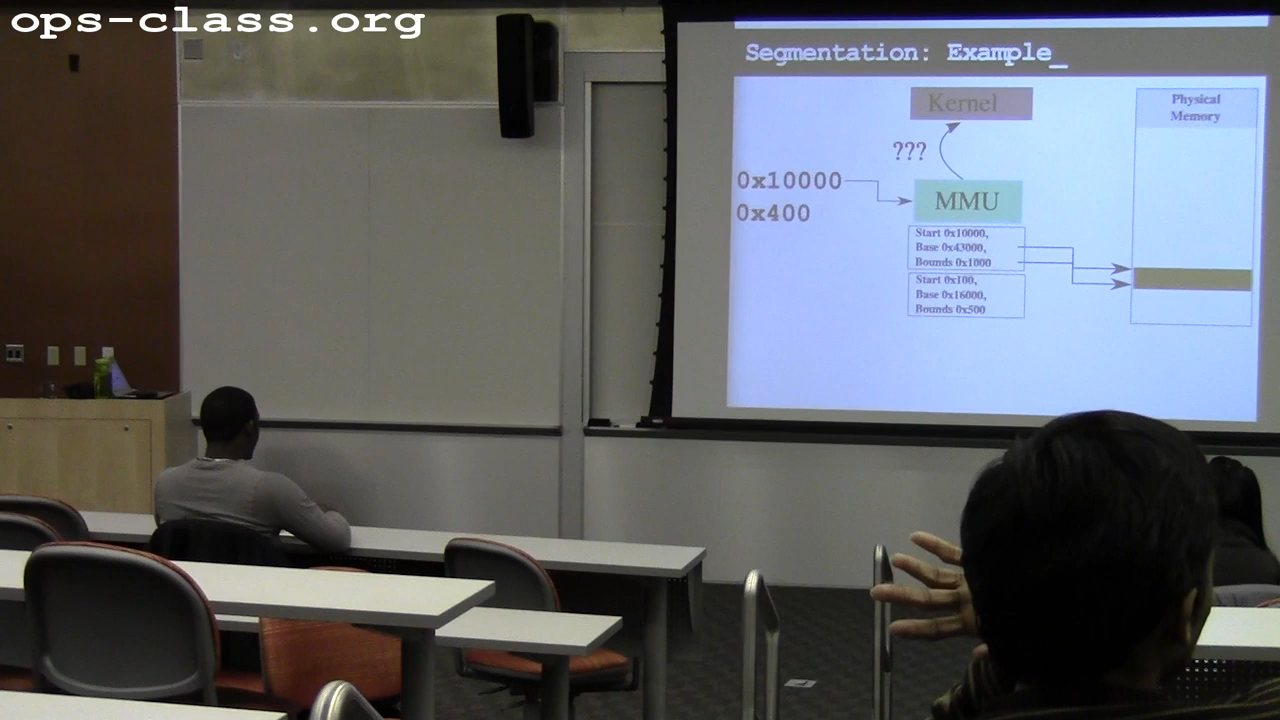 ops-class.org
Segmentation: Example_
Kernel
Physical
Memory
???
0x10000
MMU
0x400
Start 0x10000,
Base 0x43000,
Bounds 0x1000
Start 0x100,
Base 0x16000,
Bounds 0x500